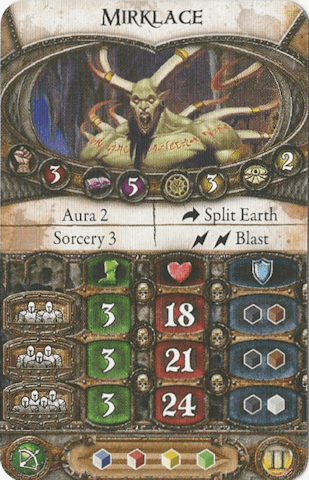 MIRKLACE
3 5 3 2
Aura 2 Split Earth
Sorcery 3 Blast
3 18
3 21
3 24
II